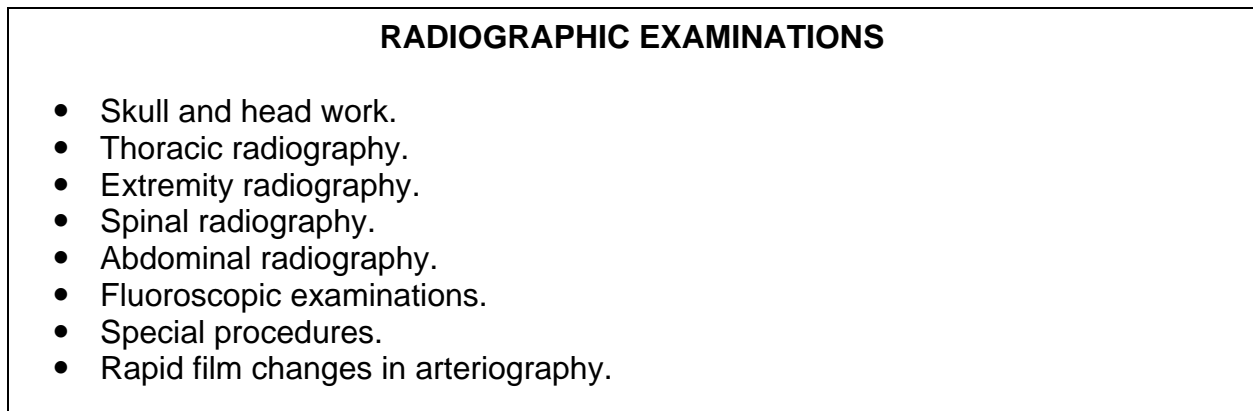 RADIOGRAPHIC EXAMINATIONS
• Skull and head work.
• Thoracic radiography.
• Extremity radiography.
• Spinal radiography.
• Abdominal radiography.
• Fluoroscopic examinations.
• Special procedures.
• Rapid film changes in arteriography.